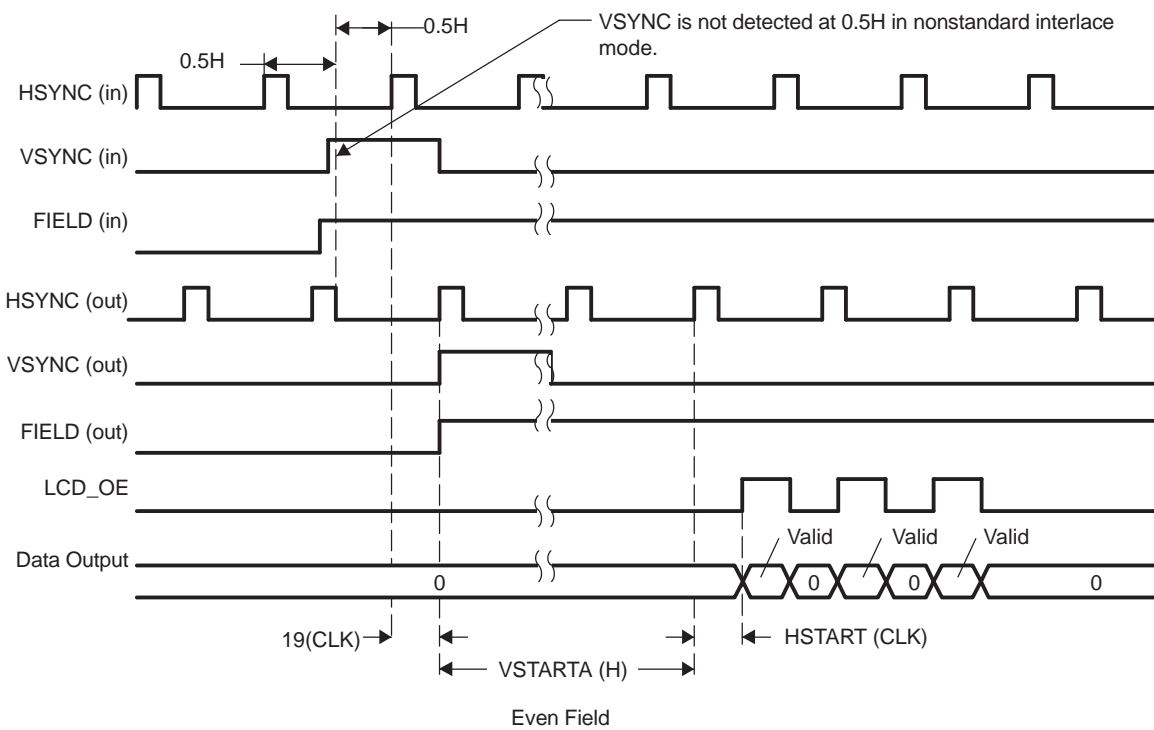 0.5H
VSYNC is not detected at 0.5H in nonstandard interlace
mode.
0.5H
HSYNC (in)
VSYNC (in)
FIELD (in)
HSYNC (out)
VSYNC (out)
FIELD (out)
LCD_OE
Valid Valid Valid
Data Output
0 0 0 0
19(CLK) HSTART (CLK)
VSTARTA (H)
Even Field